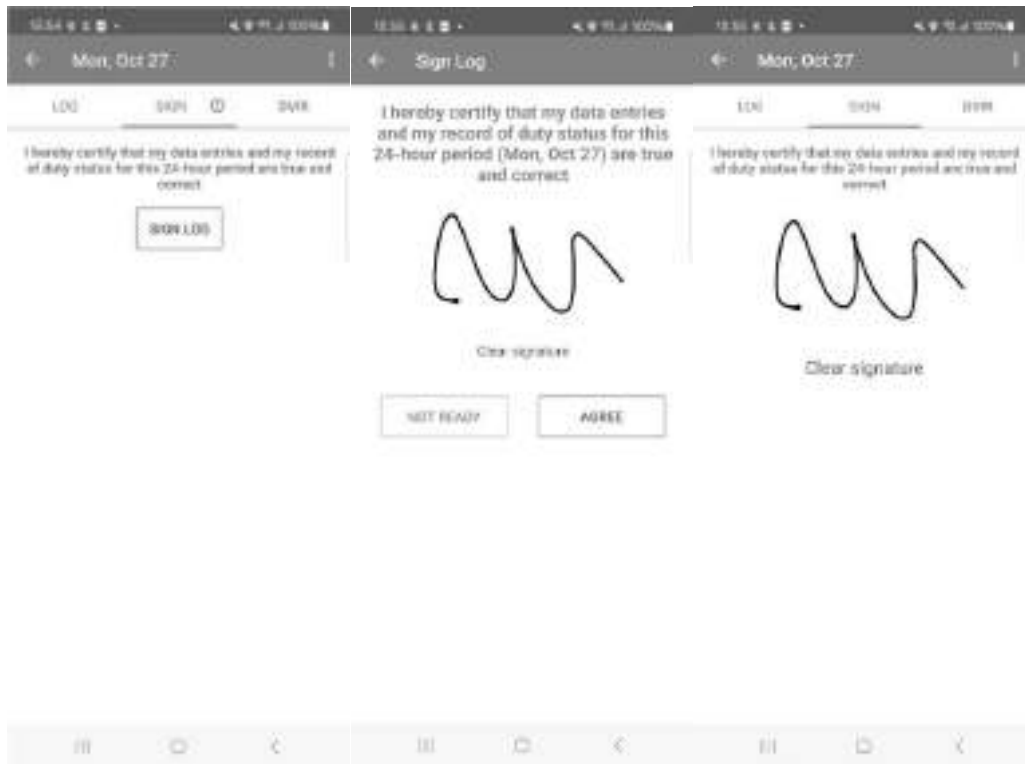 Mon, Oct 27
LOG SIGN DVIR
I hereby certify that my data entries and my record
of duty status for this 24-hour period are true and
correct
SIGN LOG
Sign Log
I hereby certify that my data entries
and my record of duty status for this
24-hour period (Mon, Oct 27) are true
and correct
Clear signature
NOT READY AGREE
Mon, Oct 27
LOG SIGN DVIR
I hereby certify that my data entries and my record
of duty status for this 24-hour period are true and
correct
Clear signature